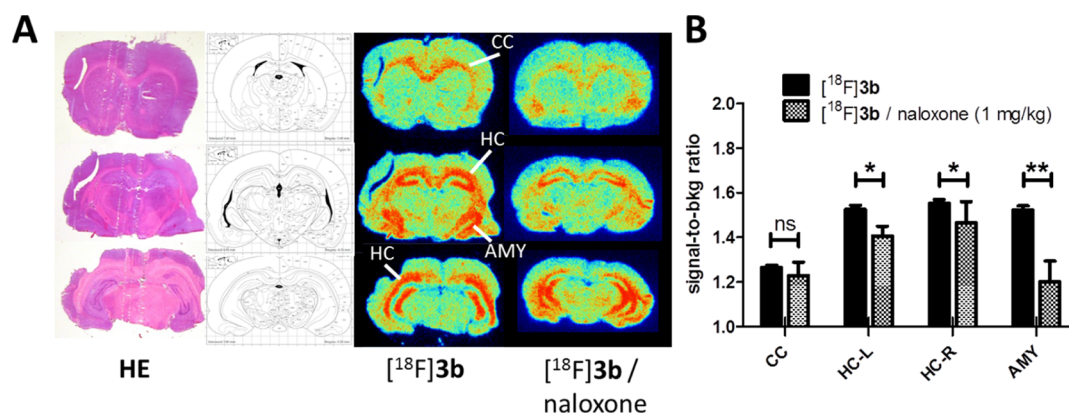 A
CC
HC
AMY
HC
HE
[¹⁸F]3b
[¹⁸F]3b /
naloxone
B
[¹⁸F]3b
[¹⁸F]3b / naloxone (1 mg/kg)
signal-to-bkg ratio
2.0
1.8
1.6
1.4
1.2
1.0
ns
*
*
**
CC
HC-L
HC-R
AMY